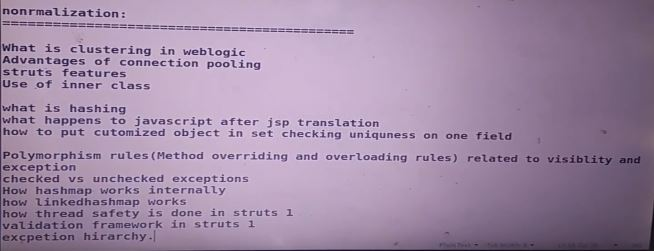 nonrmalization:
==========================================
What is clustering in weblogic
Advantages of connection pooling
struts features
Use of inner class
what is hashing
what happens to javascript after jsp translation
how to put cutomized object in set checking uniquness on one field
Polymorphism rules(Method overriding and overloading rules) related to visiblity and
exception
checked vs unchecked exceptions
How hashmap works internally
how linkedhashmap works
how thread safety is done in struts 1
validation framework in struts 1
excpetion hirarchy.